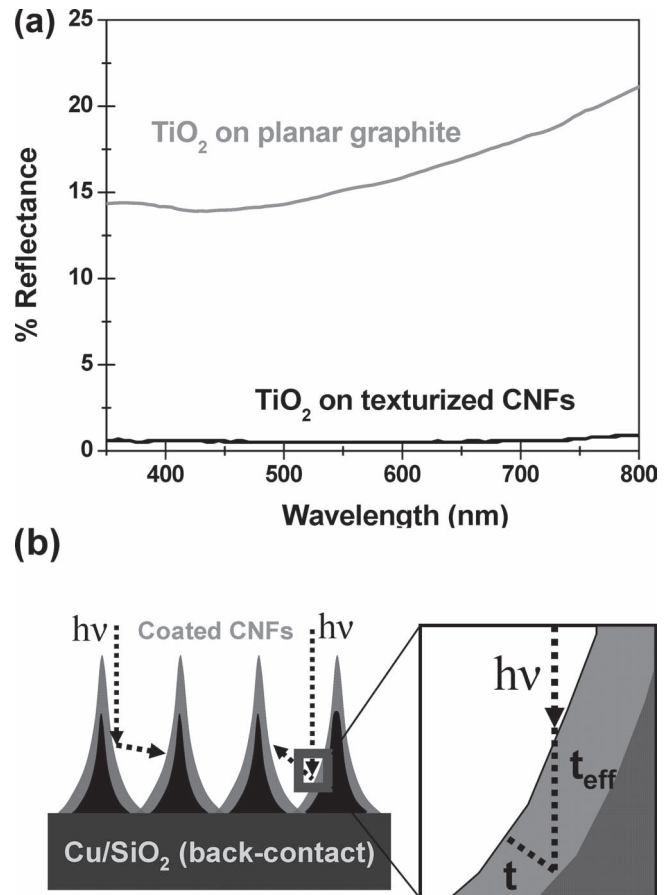 (a)
25
20
15
10
5
0
% Reflectance
TiO₂ on planar graphite
TiO₂ on texturized CNFs
400 500 600 700 800
Wavelength (nm)
(b)
hν Coated CNFs hν
Cu/SiO₂ (back-contact)
hν
t_eff
t